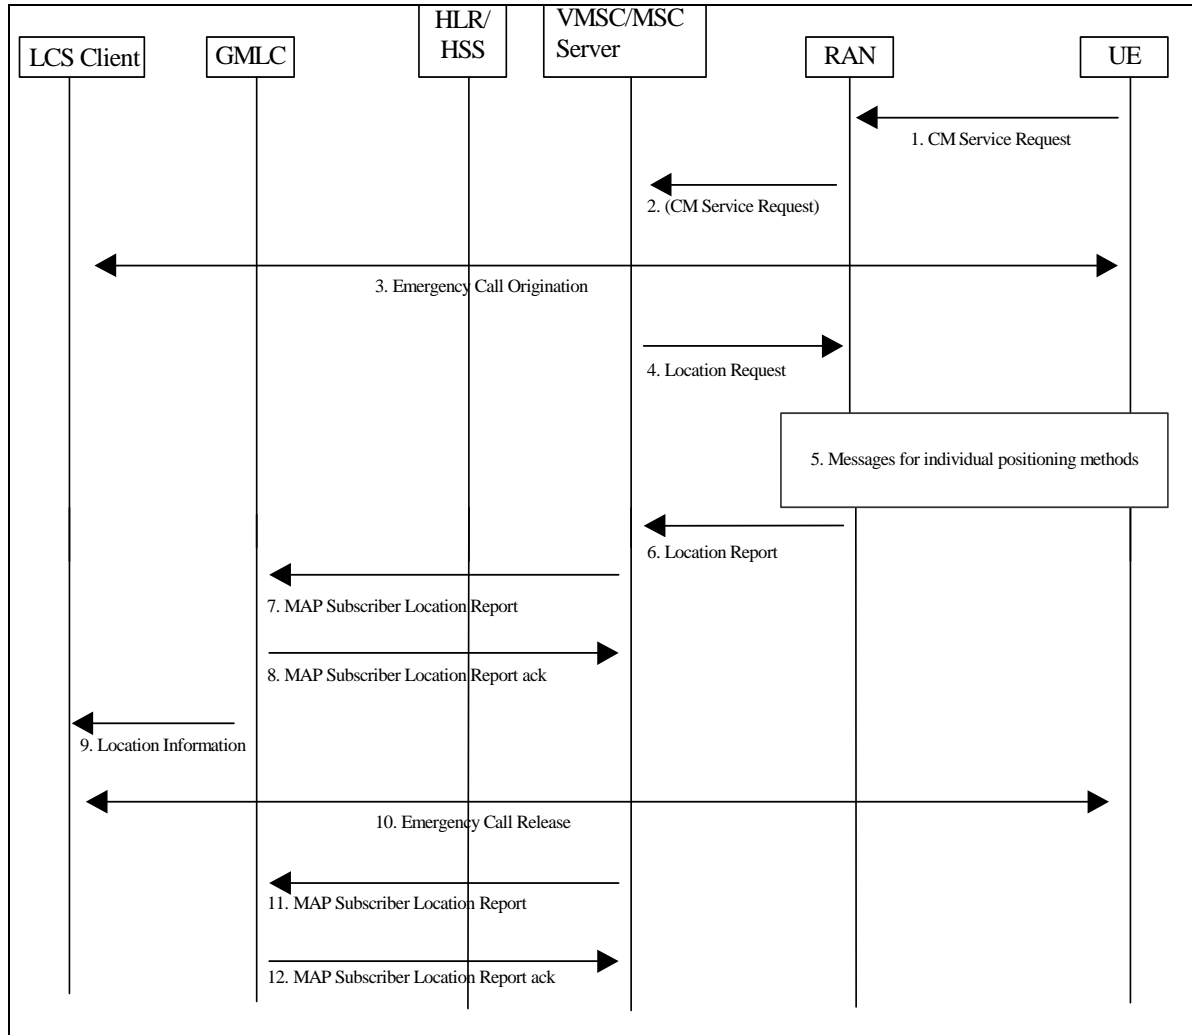 LCS Client
GMLC
HLR/
HSS
VMSC/MSC
Server
RAN
UE
1. CM Service Request
2. (CM Service Request)
3. Emergency Call Origination
4. Location Request
5. Messages for individual positioning methods
6. Location Report
7. MAP Subscriber Location Report
8. MAP Subscriber Location Report ack
9. Location Information
10. Emergency Call Release
11. MAP Subscriber Location Report
12. MAP Subscriber Location Report ack